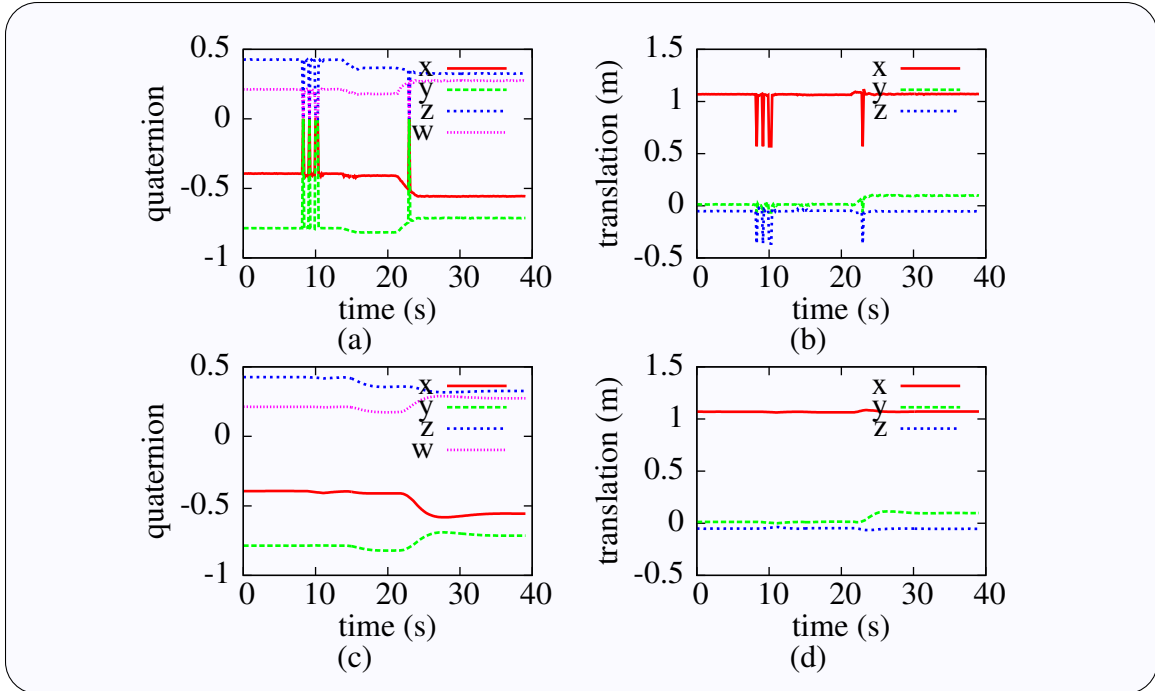 0.5
0
-0.5
-1
0 10 20 30 40
quaternion
time (s)
x
y
z
w
(a)
1.5
1
0.5
0
-0.5
0 10 20 30 40
translation (m)
time (s)
x
y
z
(b)
0.5
0
-0.5
-1
0 10 20 30 40
quaternion
time (s)
x
y
z
w
(c)
1.5
1
0.5
0
-0.5
0 10 20 30 40
translation (m)
time (s)
x
y
z
(d)